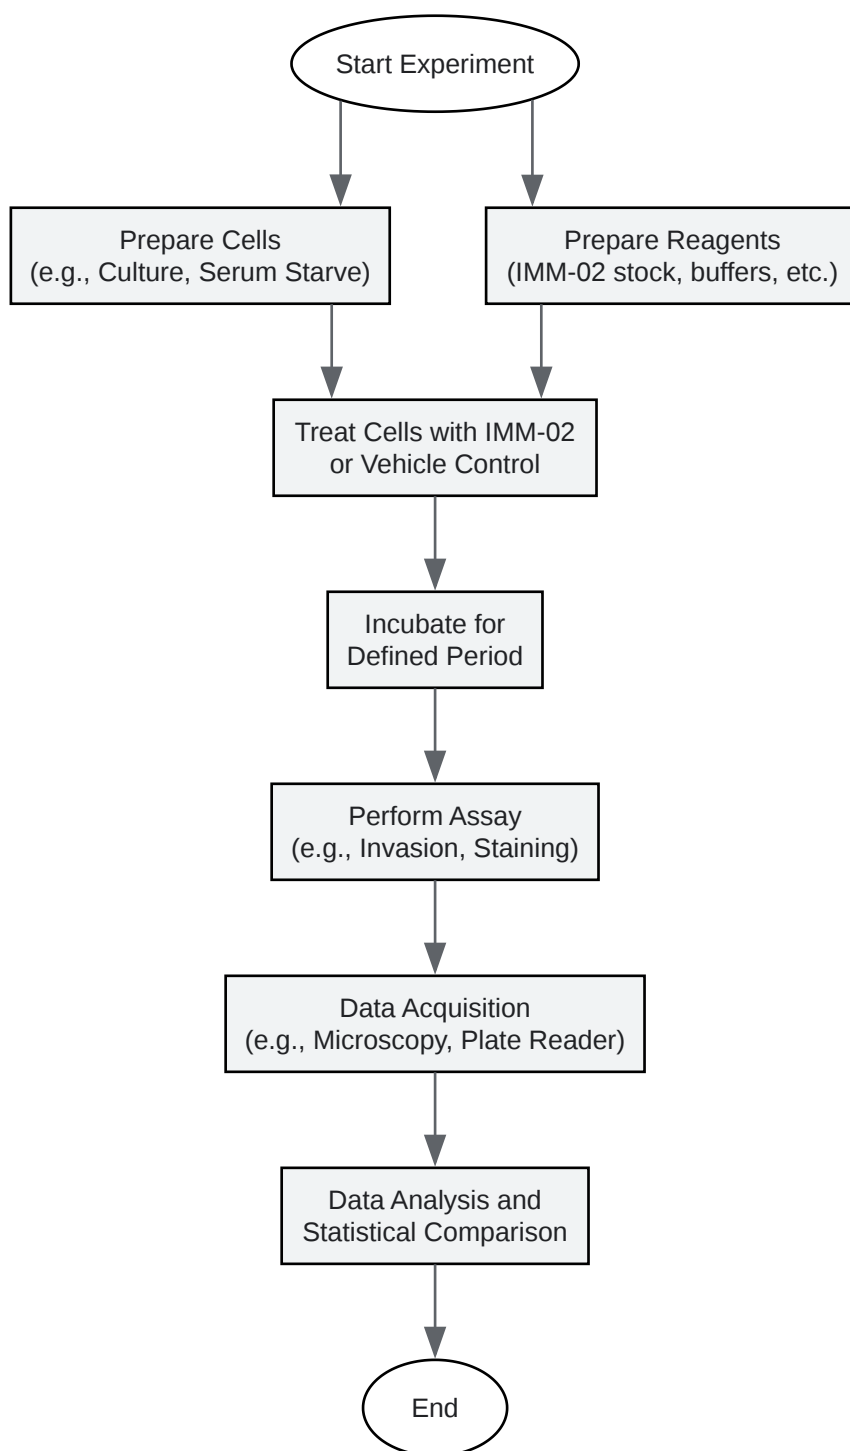 Start Experiment
Prepare Cells
(e.g., Culture, Serum Starve)
Prepare Reagents
(IMM-02 stock, buffers, etc.)
Treat Cells with IMM-02
or Vehicle Control
Incubate for
Defined Period
Perform Assay
(e.g., Invasion, Staining)
Data Acquisition
(e.g., Microscopy, Plate Reader)
Data Analysis and
Statistical Comparison
End